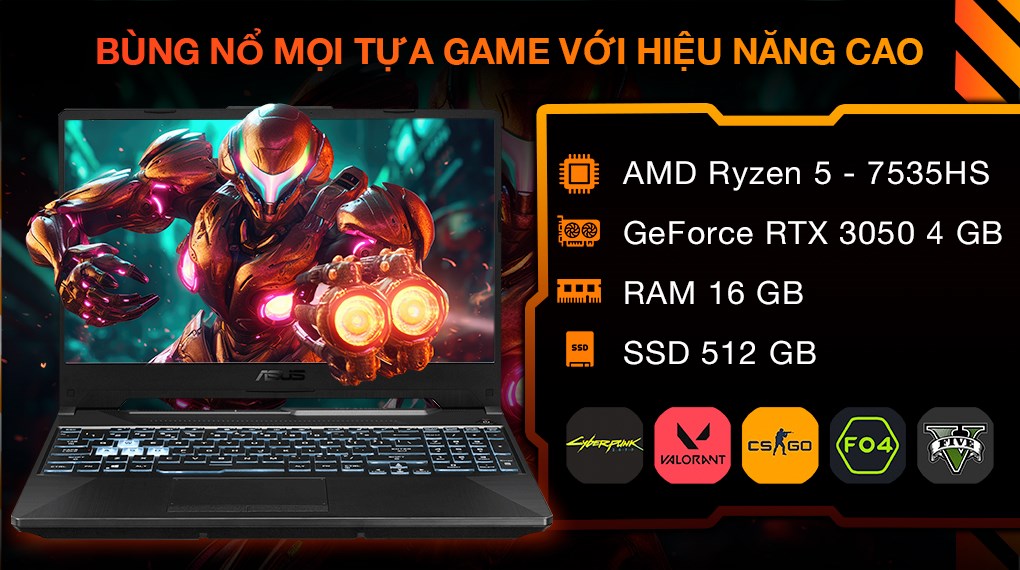 BÙNG NỔ MỌI TỰA GAME VỚI HIỆU NĂNG CAO
AMD Ryzen 5 - 7535HS
GeForce RTX 3050 4 GB
RAM 16 GB
SSD
SSD 512 GB
ASUS
CYBERPUNK
VALORANT
CS GO
FO4
V
FIVE